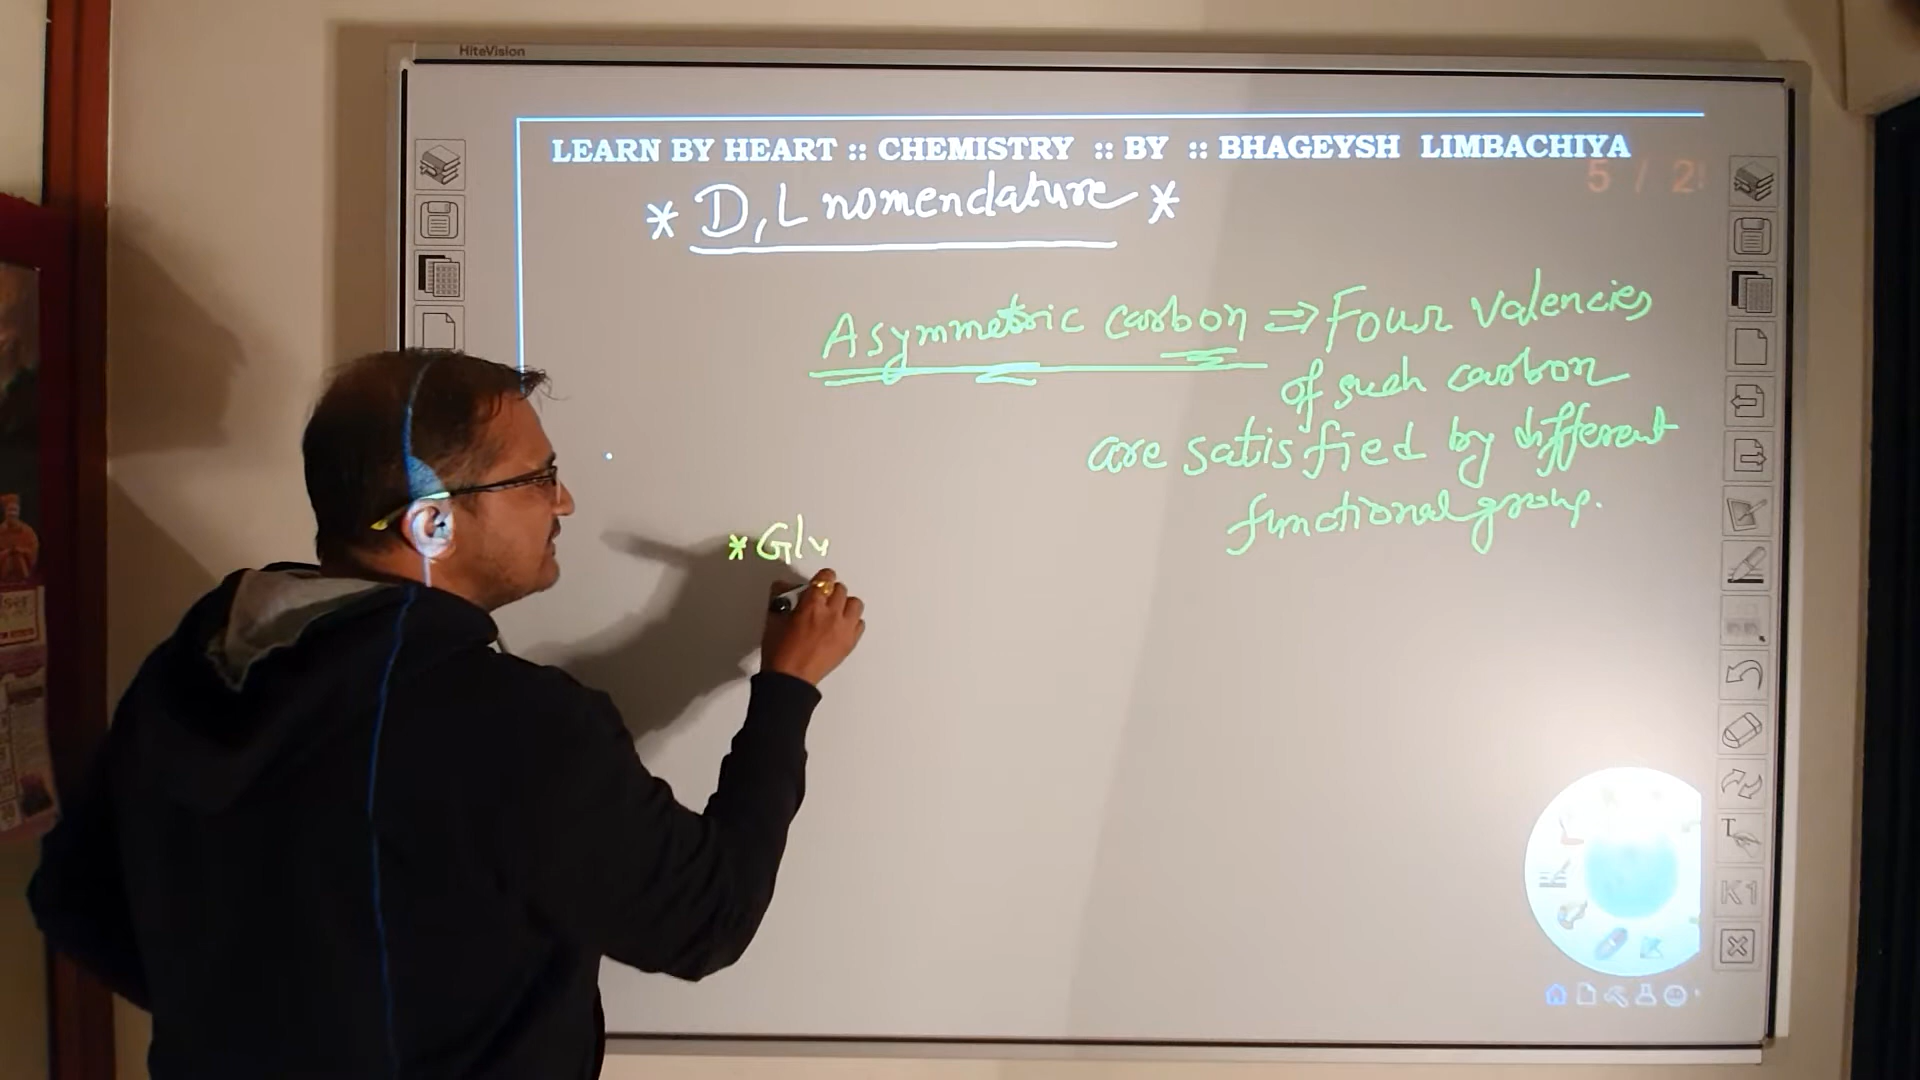 HiteVision
LEARN BY HEART :: CHEMISTRY :: BY :: BHAGEYSH LIMBACHIYA
5 / 2
* D, L nomenclature *
Asymmetric carbon ⇒ Four valencies
of such carbon
are satisfied by different
functional group.
* Gly
T
K1